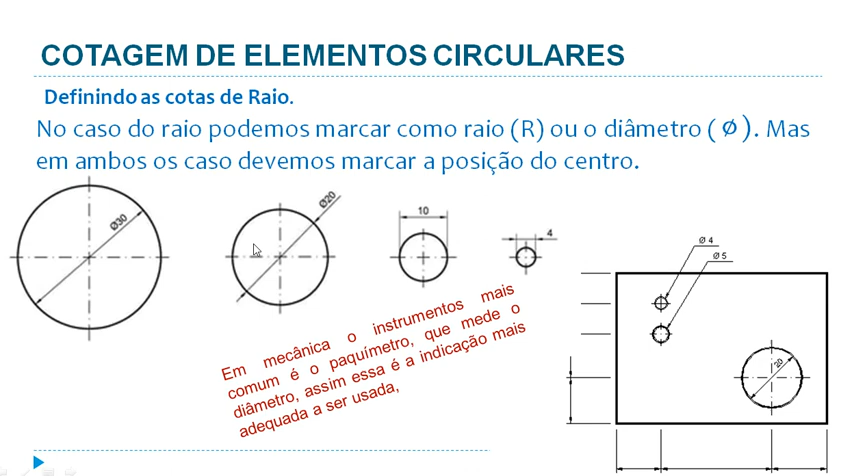 COTAGEM DE ELEMENTOS CIRCULARES
Definindo as cotas de Raio.
No caso do raio podemos marcar como raio (R) ou o diâmetro ( ø ). Mas
em ambos os caso devemos marcar a posição do centro.
Ø30
Ø20
10
4
Ø 4
Ø 5
20
Em mecânica o instrumentos mais
comum é o paquímetro, que mede o
diâmetro, assim essa é a indicação mais
adequada a ser usada,